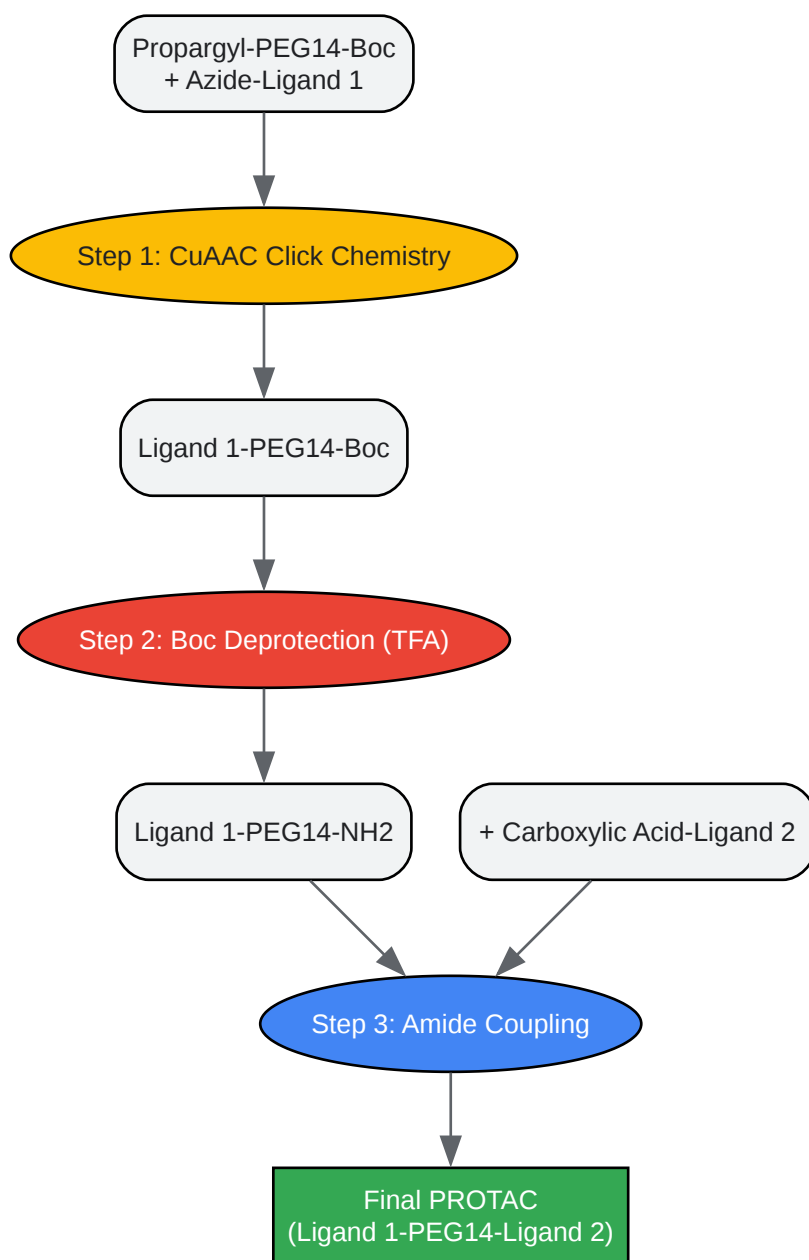 Propargyl-PEG14-Boc
+ Azide-Ligand 1
Step 1: CuAAC Click Chemistry
Ligand 1-PEG14-Boc
Step 2: Boc Deprotection (TFA)
Ligand 1-PEG14-NH2
+ Carboxylic Acid-Ligand 2
Step 3: Amide Coupling
Final PROTAC
(Ligand 1-PEG14-Ligand 2)